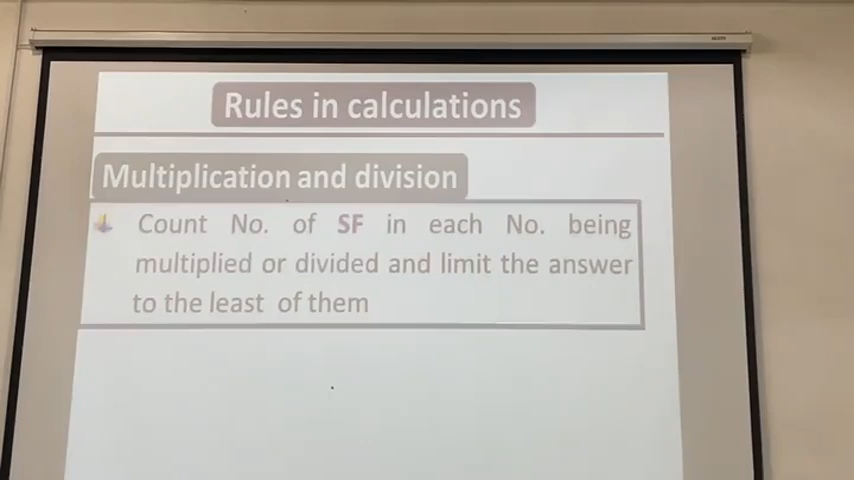 Rules in calculations
Multiplication and division
Count No. of SF in each No. being
multiplied or divided and limit the answer
to the least of them